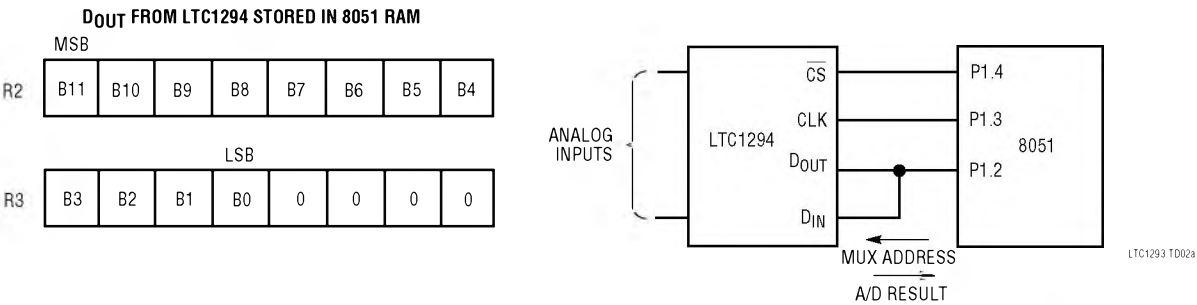 DOUT FROM LTC1294 STORED IN 8051 RAM
MSB
R2 B11 B10 B9 B8 B7 B6 B5 B4
LSB
R3 B3 B2 B1 B0 0 0 0 0
ANALOG
INPUTS
LTC1294
CS
CLK
DOUT
DIN
P1.4
P1.3
P1.2
8051
MUX ADDRESS
A/D RESULT
LTC1293 TD02a